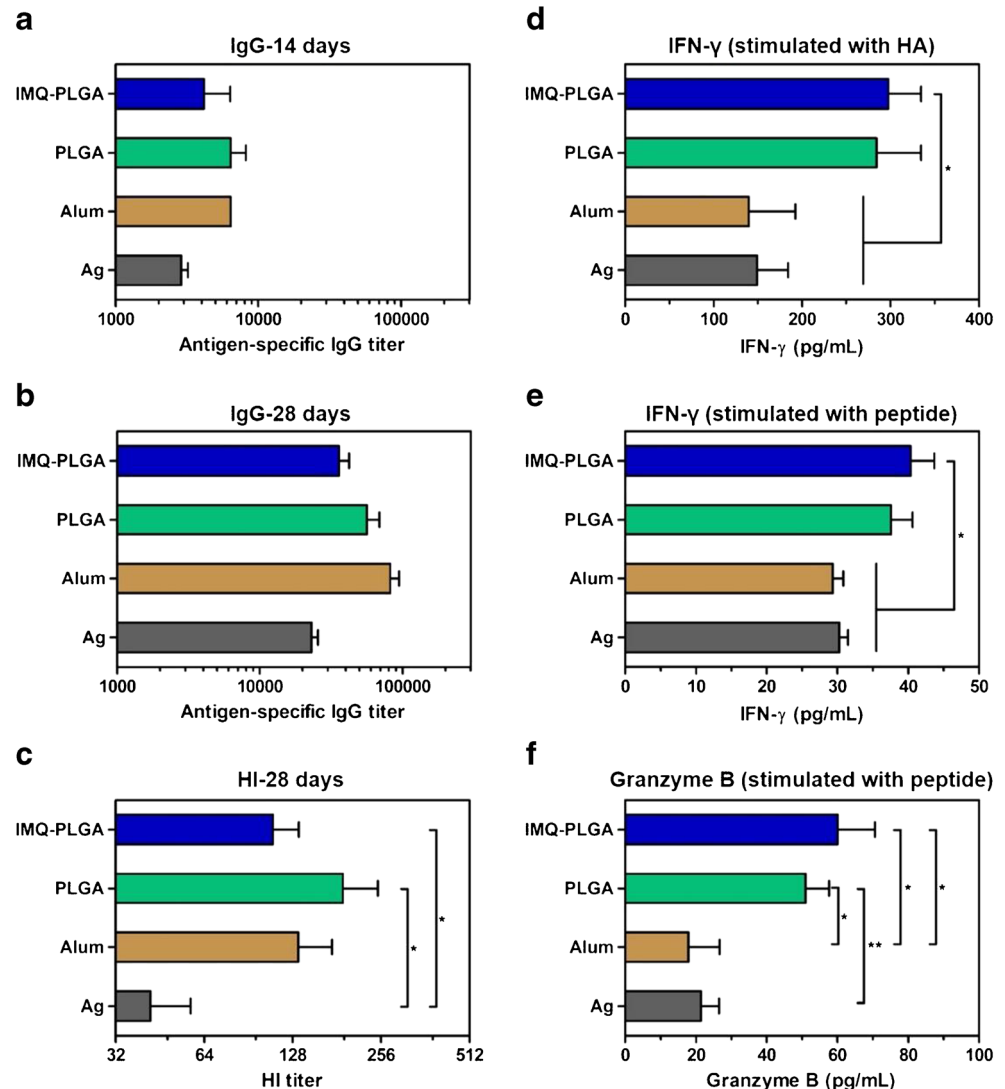 a
IgG-14 days
IMQ-PLGA
PLGA
Alum
Ag
1000 10000 100000
Antigen-specific IgG titer
b
IgG-28 days
IMQ-PLGA
PLGA
Alum
Ag
1000 10000 100000
Antigen-specific IgG titer
c
HI-28 days
IMQ-PLGA
PLGA
Alum
Ag
*
*
32 64 128 256 512
HI titer
d
IFN-γ (stimulated with HA)
IMQ-PLGA
PLGA
Alum
Ag
*
0 100 200 300 400
IFN-γ (pg/mL)
e
IFN-γ (stimulated with peptide)
IMQ-PLGA
PLGA
Alum
Ag
*
0 10 20 30 40 50
IFN-γ (pg/mL)
f
Granzyme B (stimulated with peptide)
IMQ-PLGA
PLGA
Alum
Ag
* *
*
**
0 20 40 60 80 100
Granzyme B (pg/mL)